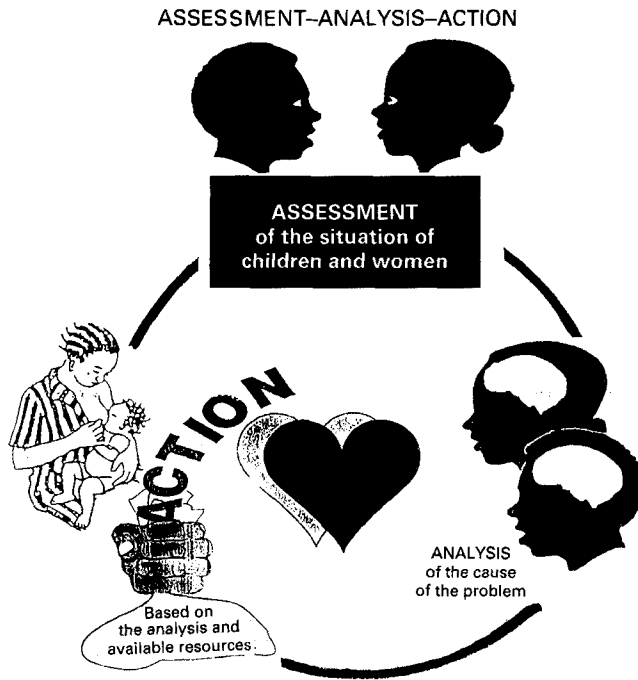 ASSESSMENT–ANALYSIS–ACTION
ASSESSMENT
of the situation of
children and women
ACTION
ANALYSIS
of the cause
of the problem
Based on
the analysis and
available resources.